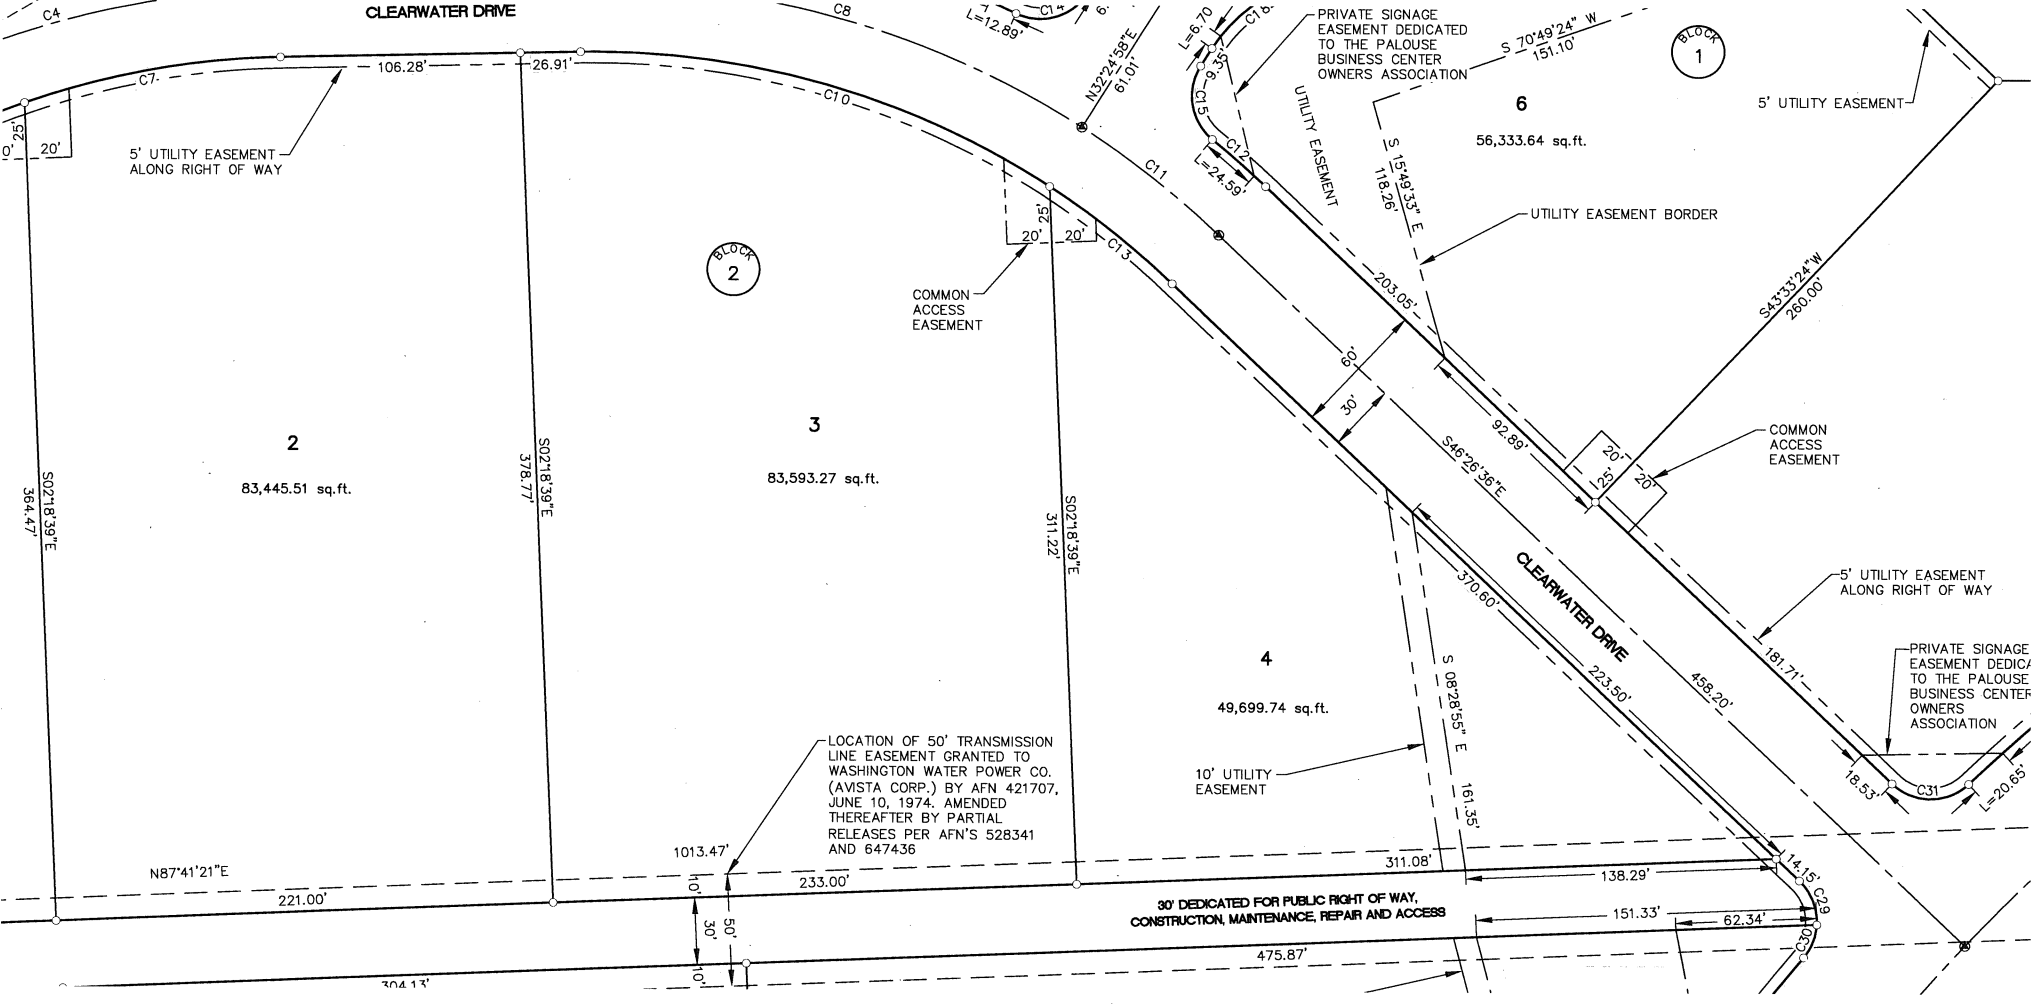 C4
CLEARWATER DRIVE
C8
L=12.89'
C14
6.
N32°24'58"E
61.01'
L=6.70
9.35'
C18
C15
C12
L=24.59'
PRIVATE SIGNAGE
EASEMENT DEDICATED
TO THE PALOUSE
BUSINESS CENTER
OWNERS ASSOCIATION
S 70°49'24" W
151.10'
BLOCK
1
6
56,333.64 sq.ft.
5' UTILITY EASEMENT
UTILITY EASEMENT
S 15°49'33" E
118.26'
UTILITY EASEMENT BORDER
C7
106.28'
26.91'
C10
C11
25'
0'
20'
5' UTILITY EASEMENT
ALONG RIGHT OF WAY
BLOCK
2
25'
20'
20'
C13
COMMON
ACCESS
EASEMENT
203.05'
60'
30'
S43°33'24"W
260.00'
92.89'
S46°26'36"E
20'
25'
20'
COMMON
ACCESS
EASEMENT
2
83,445.51 sq.ft.
3
83,593.27 sq.ft.
S02°18'39"E
364.47'
S02°18'39"E
378.77'
S02°18'39"E
311.22'
CLEARWATER DRIVE
370.60'
223.50'
458.20'
181.71'
5' UTILITY EASEMENT
ALONG RIGHT OF WAY
PRIVATE SIGNAGE
EASEMENT DEDICA
TO THE PALOUSE
BUSINESS CENTER
OWNERS
ASSOCIATION
4
49,699.74 sq.ft.
S 08°28'55" E
161.35'
10' UTILITY
EASEMENT
LOCATION OF 50' TRANSMISSION
LINE EASEMENT GRANTED TO
WASHINGTON WATER POWER CO.
(AVISTA CORP.) BY AFN 421707,
JUNE 10, 1974. AMENDED
THEREAFTER BY PARTIAL
RELEASES PER AFN'S 528341
AND 647436
18.53'
C31
L=20.65'
N87°41'21"E
1013.47'
221.00'
10'
233.00'
311.08'
138.29'
14.15'
C29
30' DEDICATED FOR PUBLIC RIGHT OF WAY,
CONSTRUCTION, MAINTENANCE, REPAIR AND ACCESS
151.33'
62.34'
30'
50'
C30
475.87'
10'
304.13'